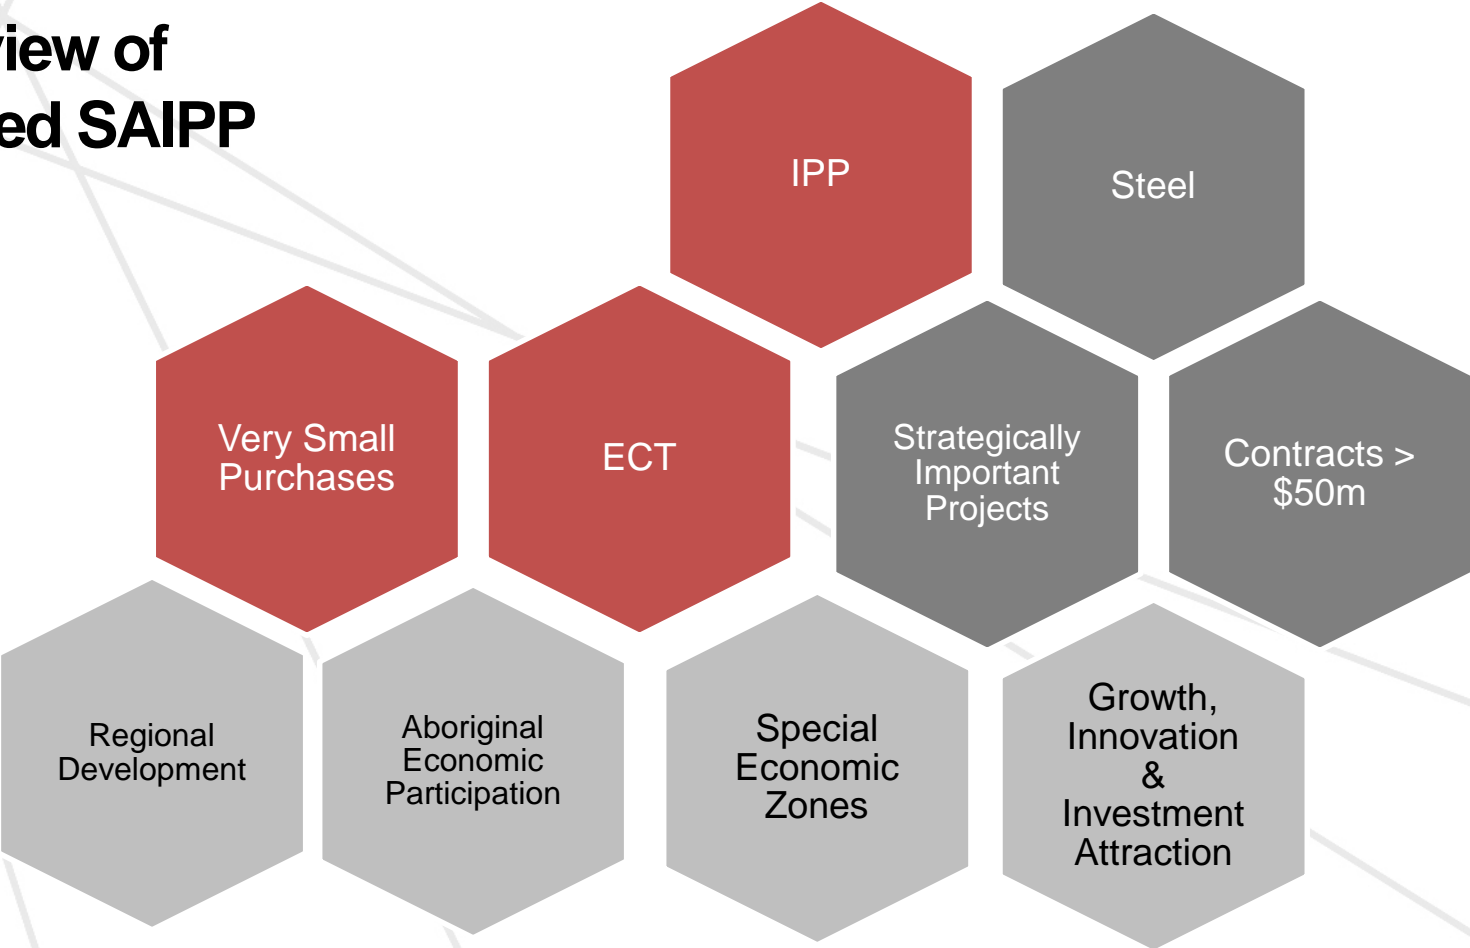 view of
ed SAIPP
IPP
Steel
Very Small
Purchases
ECT
Strategically
Important
Projects
Contracts >
$50m
Regional
Development
Aboriginal
Economic
Participation
Special
Economic
Zones
Growth,
Innovation
&
Investment
Attraction